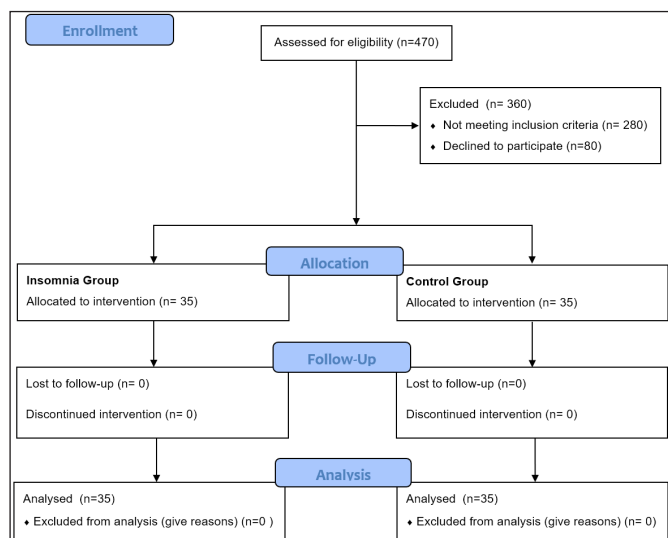 Enrollment
Assessed for eligibility (n=470)
Excluded (n= 360)
♦ Not meeting inclusion criteria (n= 280)
♦ Declined to participate (n=80)
Allocation
Insomnia Group
Allocated to intervention (n= 35)
Control Group
Allocated to intervention (n= 35)
Follow-Up
Lost to follow-up (n= 0)
Discontinued intervention (n= 0)
Lost to follow-up (n=0)
Discontinued intervention (n= 0)
Analysis
Analysed (n=35)
♦ Excluded from analysis (give reasons) (n=0 )
Analysed (n=35)
♦ Excluded from analysis (give reasons) (n= 0)